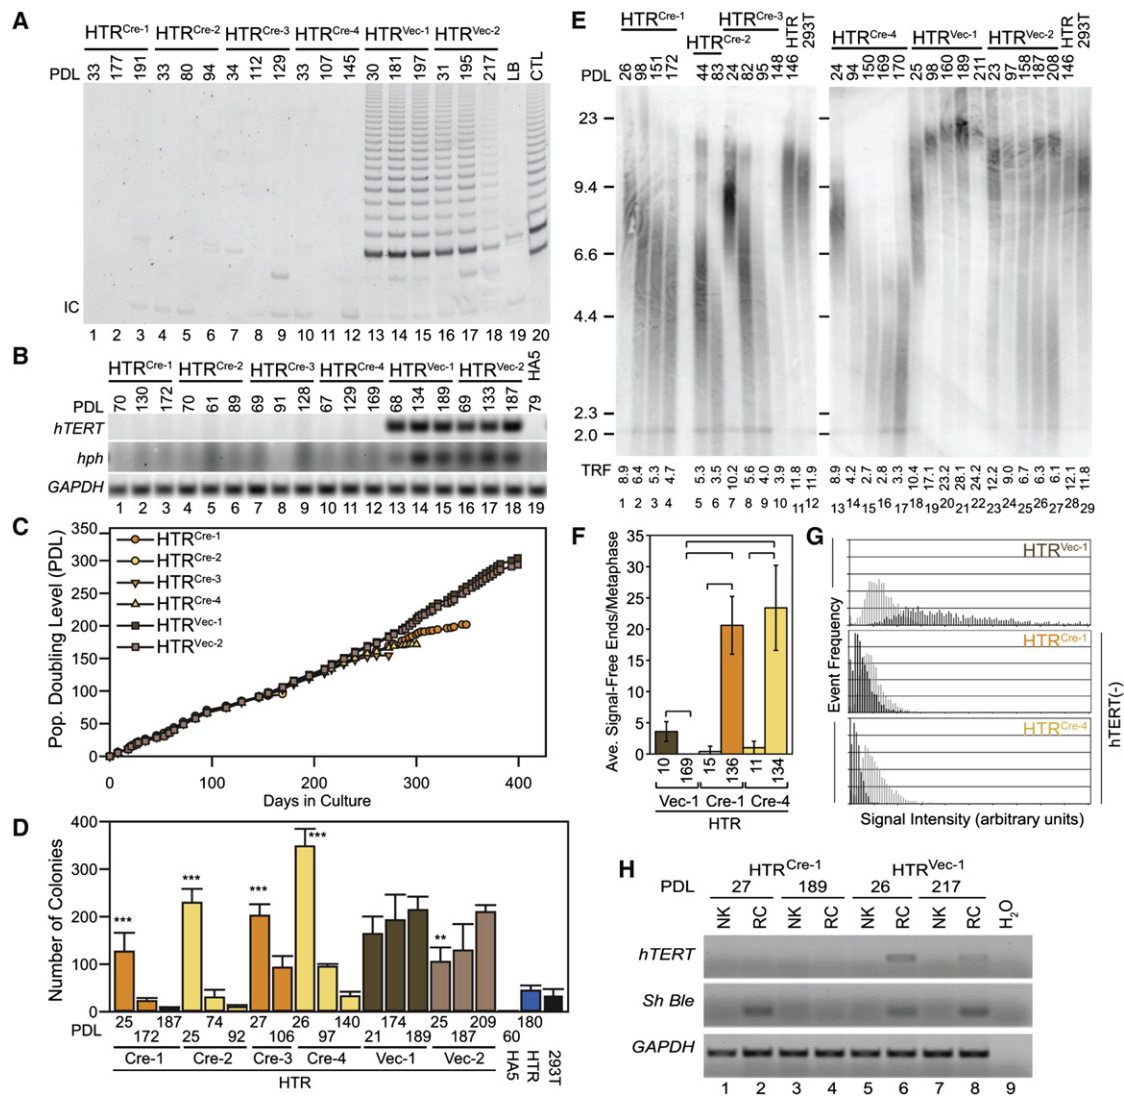 A
HTRCre-1 HTRCre-2 HTRCre-3 HTRCre-4 HTRVec-1 HTRVec-2
PDL 33 177 191 33 80 94 34 112 129 33 107 145 30 181 197 31 195 217 LB CTL
IC
1 2 3 4 5 6 7 8 9 10 11 12 13 14 15 16 17 18 19 20
B
HTRCre-1 HTRCre-2 HTRCre-3 HTRCre-4 HTRVec-1 HTRVec-2 HA5
PDL 70 130 172 70 61 89 69 91 128 67 129 169 68 134 189 69 133 187 79
hTERT
hph
GAPDH
1 2 3 4 5 6 7 8 9 10 11 12 13 14 15 16 17 18 19
C
Pop. Doubling Level (PDL)
350
300
250
200
150
100
50
0
HTRCre-1
HTRCre-2
HTRCre-3
HTRCre-4
HTRVec-1
HTRVec-2
0 100 200 300 400
Days in Culture
D
Number of Colonies
400
300
200
100
0
*** *** *** *** **
PDL
25 187 74 27 26 140 174 25 209 180
172 25 92 106 97 21 189 187 60
Cre-1 Cre-2 Cre-3 Cre-4 Vec-1 Vec-2 HA5 HTR 293T
HTR
E
HTRCre-1 HTRCre-2 HTRCre-3 HTR 293T HTRCre-4 HTRVec-1 HTRVec-2 HTR 293T
PDL 26 98 151 172 44 83 24 82 95 148 146 24 94 150 169 170 25 98 160 189 211 23 97 158 187 208 146
23
9.4
6.6
4.4
2.3
2.0
TRF 8.9 6.4 5.3 4.7 5.3 3.5 10.2 5.6 4.0 3.9 11.8 11.9 8.9 4.2 2.7 2.8 3.3 10.4 17.1 23.2 28.1 24.2 12.2 9.0 6.7 6.3 6.1 12.1 11.8
1 2 3 4 5 6 7 8 9 10 11 12 13 14 15 16 17 18 19 20 21 22 23 24 25 26 27 28 29
F
Ave. Signal-Free Ends/Metaphase
35
30
25
20
15
10
5
0
10 169 15 136 11 134
Vec-1 Cre-1 Cre-4
HTR
G
Event Frequency
HTRVec-1
HTRCre-1
HTRCre-4
hTERT(-)
Signal Intensity (arbitrary units)
H
HTRCre-1 HTRVec-1
PDL 27 189 26 217
NK RC NK RC NK RC NK RC H2O
hTERT
Sh Ble
GAPDH
1 2 3 4 5 6 7 8 9